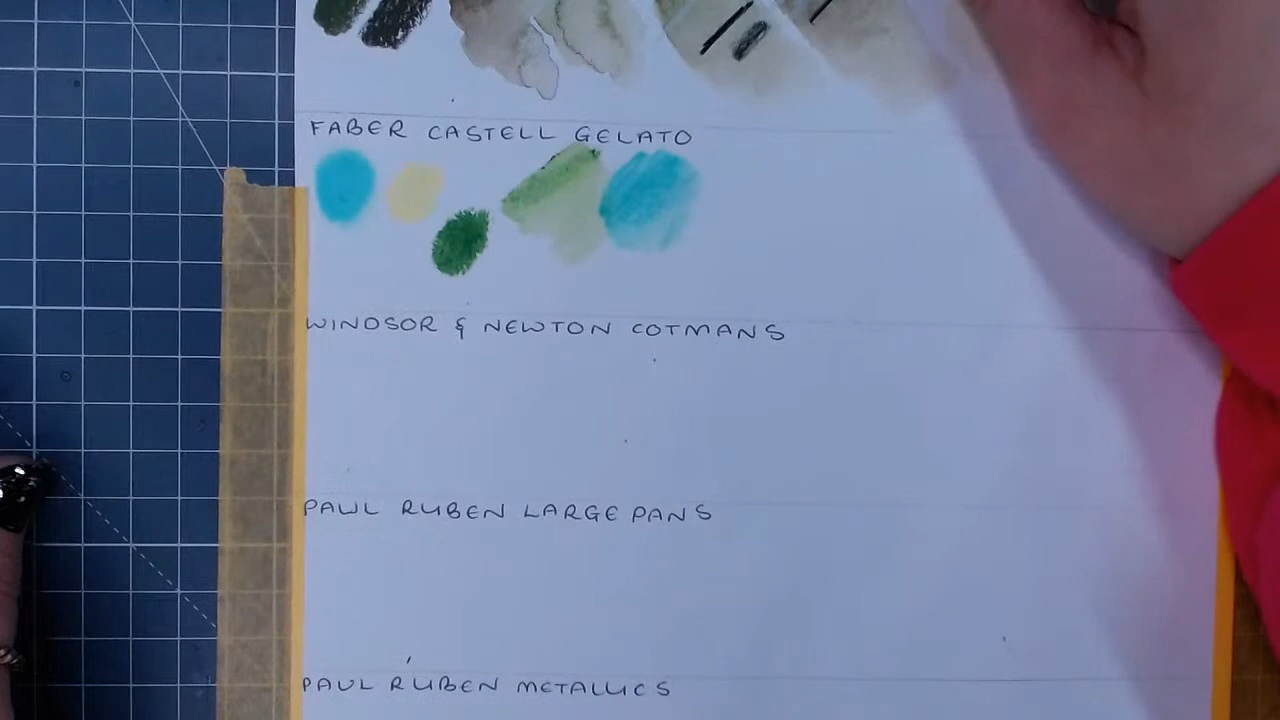 FABER CASTELL GELATO
WINDSOR & NEWTON COTMANS
PAUL RUBEN LARGE PANS
PAUL RUBEN METALLICS